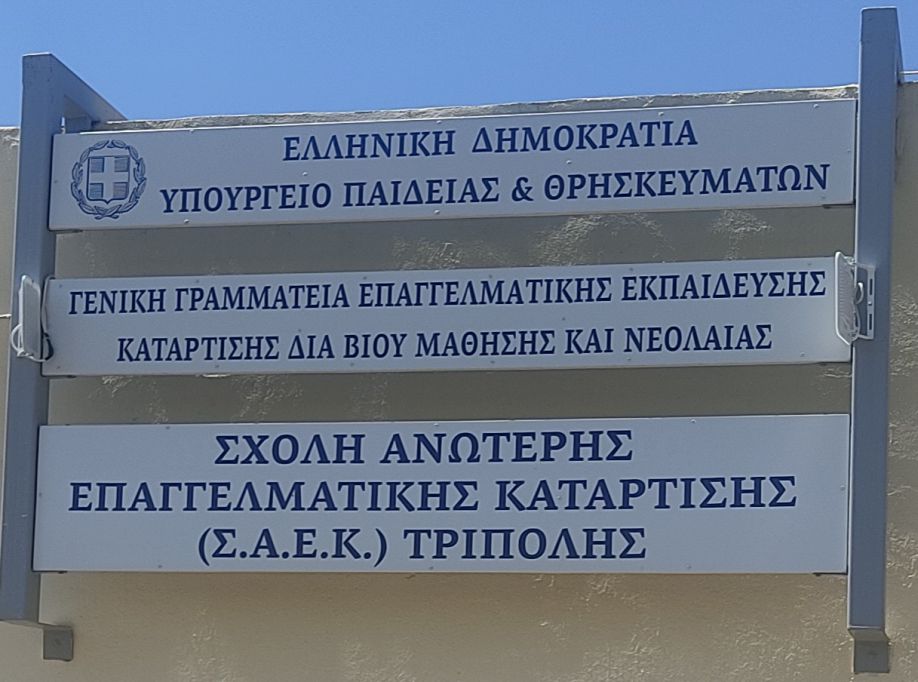 ΕΛΛΗΝΙΚΗ ΔΗΜΟΚΡΑΤΙΑ
ΥΠΟΥΡΓΕΙΟ ΠΑΙΔΕΙΑΣ & ΘΡΗΣΚΕΥΜΑΤΩΝ
ΓΕΝΙΚΗ ΓΡΑΜΜΑΤΕΙΑ ΕΠΑΓΓΕΛΜΑΤΙΚΗΣ ΕΚΠΑΙΔΕΥΣΗΣ
ΚΑΤΑΡΤΙΣΗΣ ΔΙΑ ΒΙΟΥ ΜΑΘΗΣΗΣ ΚΑΙ ΝΕΟΛΑΙΑΣ
ΣΧΟΛΗ ΑΝΩΤΕΡΗΣ
ΕΠΑΓΓΕΛΜΑΤΙΚΗΣ ΚΑΤΑΡΤΙΣΗΣ
(Σ.Α.Ε.Κ.) ΤΡΙΠΟΛΗΣ